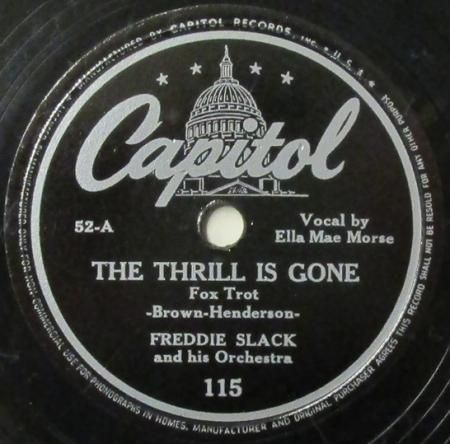 MANUFACTURED BY CAPITOL RECORDS, INC. U.S.A.
Capitol
52-A
Vocal by
Ella Mae Morse
THE THRILL IS GONE
Fox Trot
-Brown-Henderson-
FREDDIE SLACK
and his Orchestra
115
FOR NON-COMMERCIAL USE FOR PHONOGRAPHS IN HOMES. MANUFACTURER AND ORIGINAL PURCHASER AGREES THIS RECORD SHALL NOT BE RESOLD FOR ANY OTHER PURPOSE